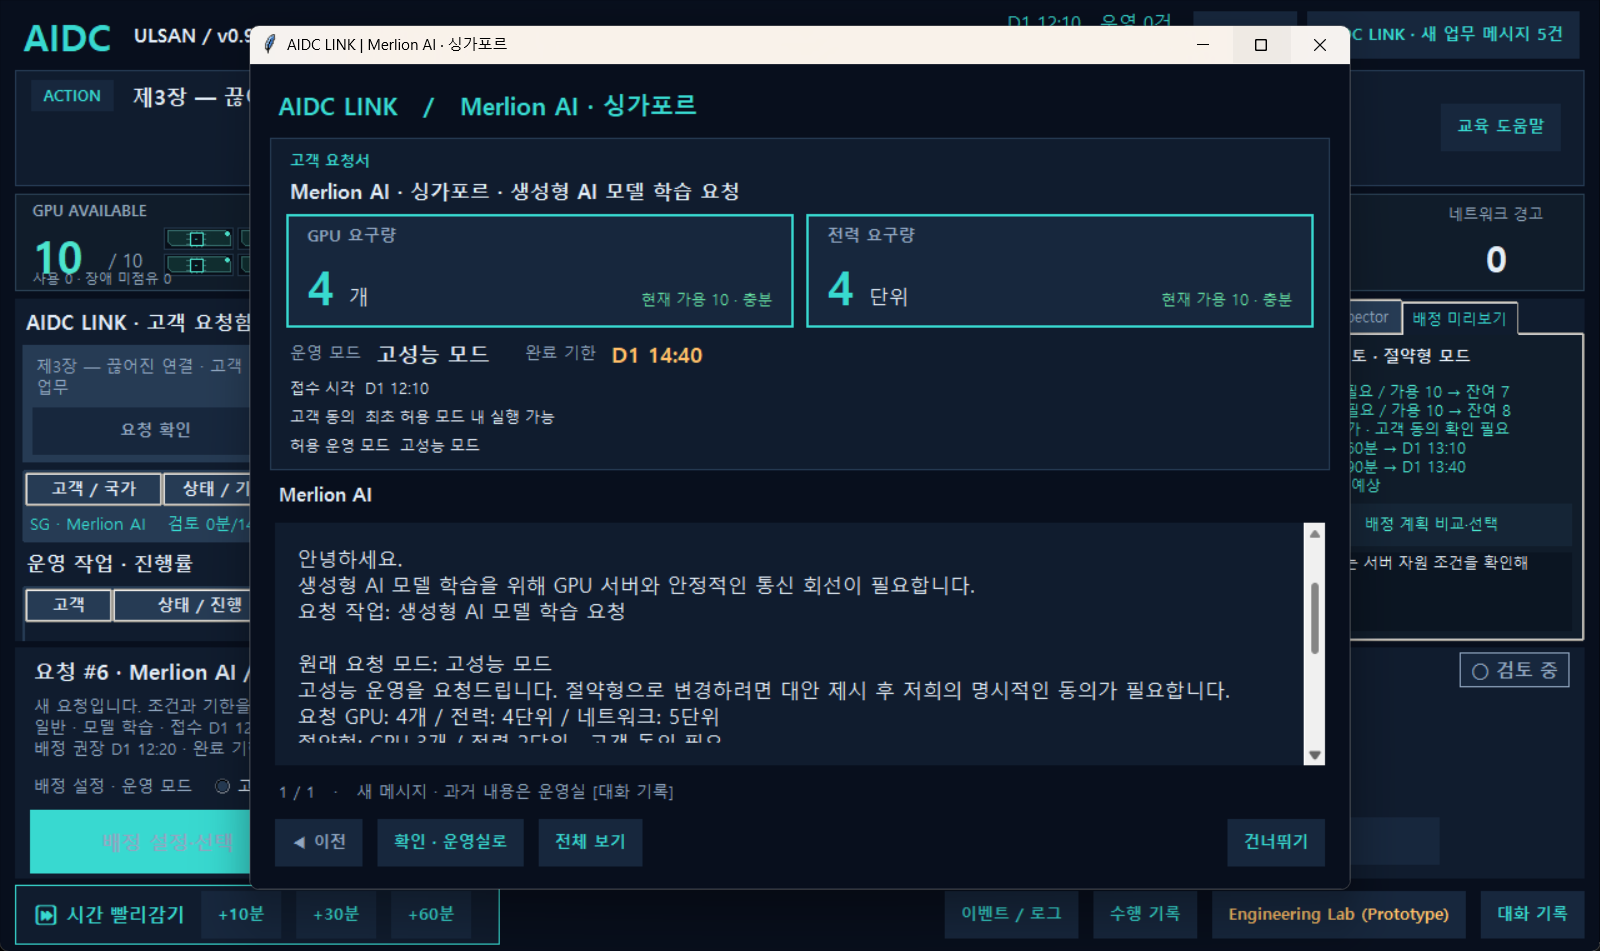 AIDC
ULSAN / v0.9
D1 12:10 운영 0건
LINK · 새 업무 메시지 5건
AIDC LINK | Merlion AI · 싱가포르
ACTION
제3장 — 끊
교육 도움말
AIDC LINK / Merlion AI · 싱가포르
고객 요청서
Merlion AI · 싱가포르 · 생성형 AI 모델 학습 요청
GPU 요구량
4 개
현재 가용 10 · 충분
전력 요구량
4 단위
현재 가용 10 · 충분
운영 모드 고성능 모드 완료 기한 D1 14:40
접수 시각 D1 12:10
고객 동의 최초 허용 모드 내 실행 가능
허용 운영 모드 고성능 모드
Merlion AI
안녕하세요.
생성형 AI 모델 학습을 위해 GPU 서버와 안정적인 통신 회선이 필요합니다.
요청 작업: 생성형 AI 모델 학습 요청
원래 요청 모드: 고성능 모드
고성능 운영을 요청드립니다. 절약형으로 변경하려면 대안 제시 후 저희의 명시적인 동의가 필요합니다.
요청 GPU: 4개 / 전력: 4단위 / 네트워크: 5단위
절약형: GPU 3개 / 전력 2단위 · 고객 동의 필요
1 / 1 · 새 메시지 · 과거 내용은 운영실 [대화 기록]
◀ 이전
확인 · 운영실로
전체 보기
건너뛰기
GPU AVAILABLE
10 / 10
사용 0 · 장애 미점유 0
네트워크 경고
0
AIDC LINK · 고객 요청함
제3장 — 끊어진 연결 · 고객
업무
요청 확인
고객 / 국가
상태 / 기
SG · Merlion AI 검토 0분/14
운영 작업 · 진행률
고객
상태 / 진행
pector
배정 미리보기
토 · 절약형 모드
필요 / 가용 10 → 잔여 7
필요 / 가용 10 → 잔여 8
가 · 고객 동의 확인 필요
60분 → D1 13:10
90분 → D1 13:40
예상
배정 계획 비교·선택
는 서버 자원 조건을 확인해
요청 #6 · Merlion AI /
○ 검토 중
새 요청입니다. 조건과 기한을
일반 · 모델 학습 · 접수 D1 12
배정 권장 D1 12:20 · 완료 기
배정 설정 · 운영 모드 고
배정 설정·선택
시간 빨리감기
+10분
+30분
+60분
이벤트 / 로그
수행 기록
Engineering Lab (Prototype)
대화 기록